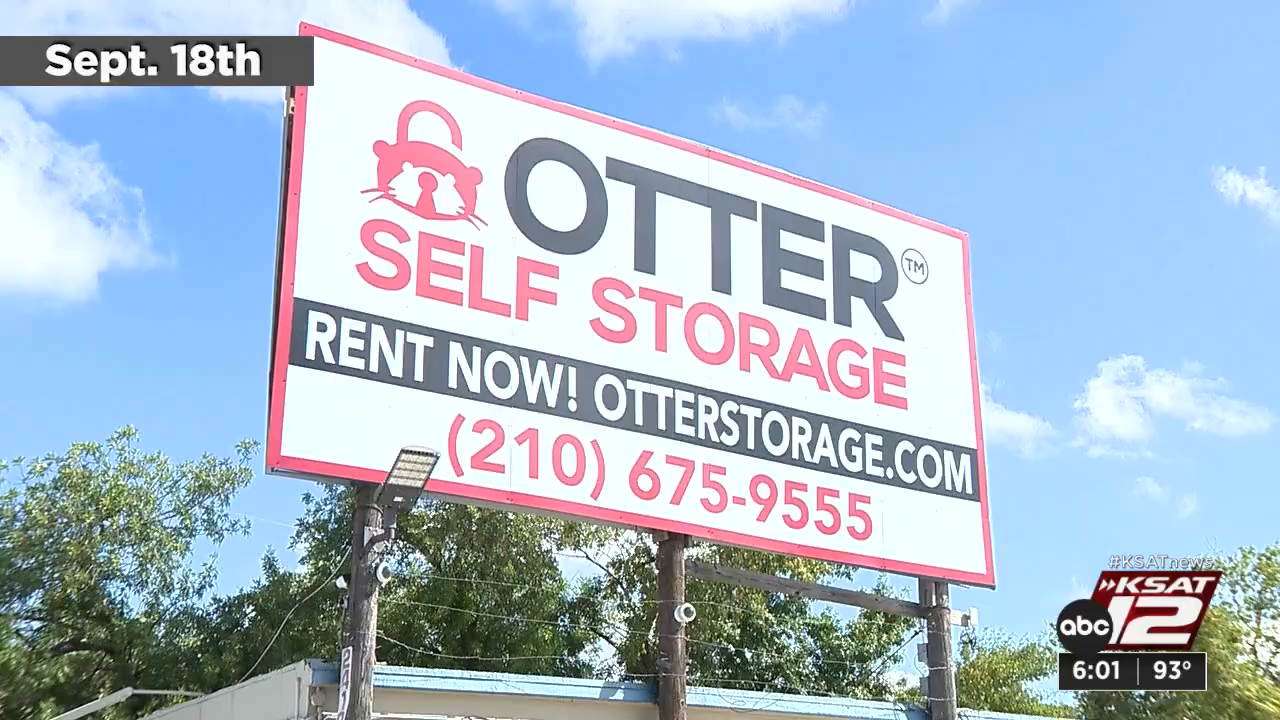 Sept. 18th
OTTER TM
SELF STORAGE
RENT NOW! OTTERSTORAGE.COM
(210) 675-9555
#KSATnews
KSAT
abc 12
6:01 93°